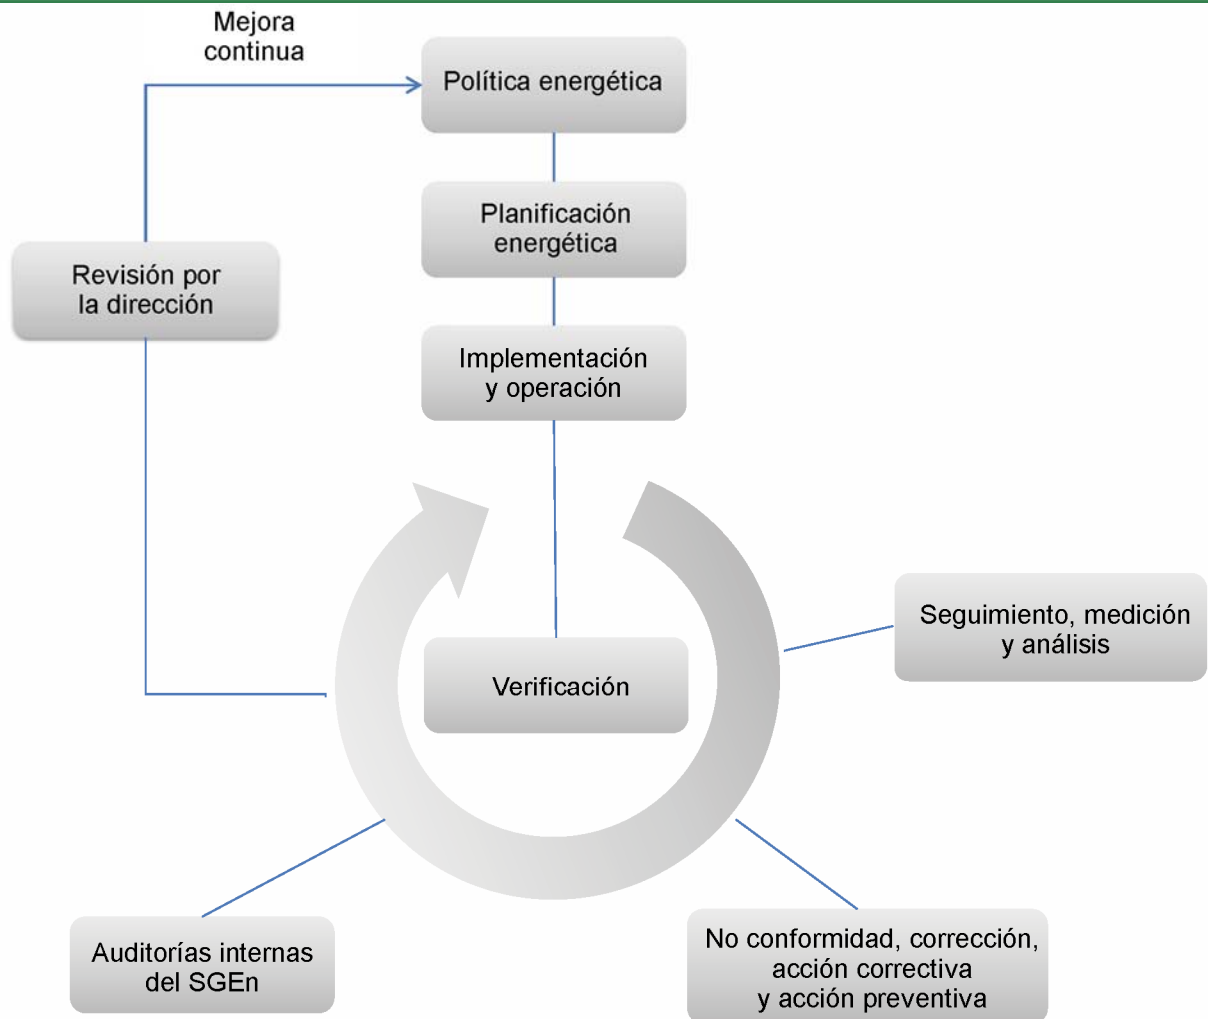 Mejora
continua
Política energética
Planificación
energética
Revisión por
la dirección
Implementación
y operación
Seguimiento, medición
y análisis
Verificación
Auditorías internas
del SGEn
No conformidad, corrección,
acción correctiva
y acción preventiva